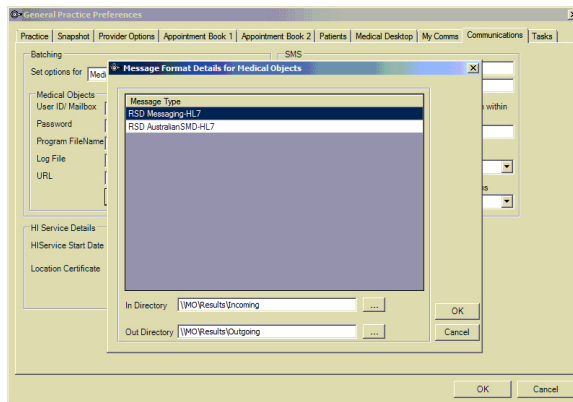 General Practice Preferences
Practice Snapshot Provider Options Appointment Book 1 Appointment Book 2 Patients Medical Desktop My Comms Communications Tasks
Batching
SMS
Set options for Medi
Message Format Details for Medical Objects
Medical Objects
User ID/ Mailbox
Password
Program FileName
Log File
URL
within
Message Type
RSD Messaging-HL7
RSD AustralianSMD-HL7
HI Service Details
HIService Start Date
Location Certificate
In Directory \\MO\Results\Incoming ...
OK
Out Directory \\MO\Results\Outgoing ...
Cancel
OK Cancel